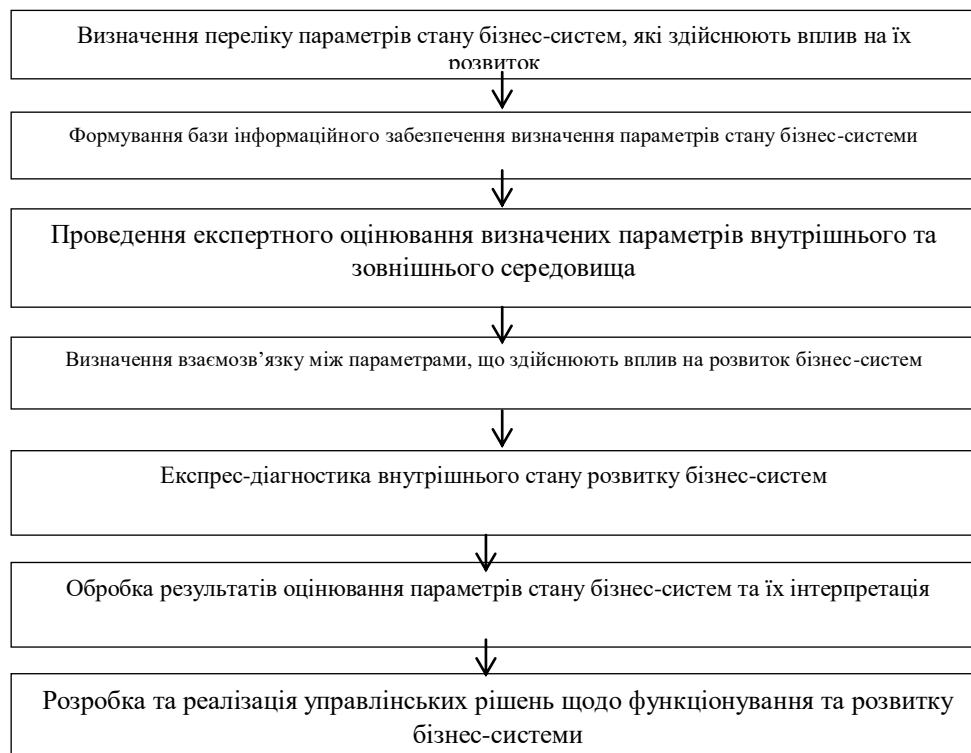 Визначення переліку параметрів стану бізнес-систем, які здійснюють вплив на їх
розвиток
Формування бази інформаційного забезпечення визначення параметрів стану бізнес-системи
Проведення експертного оцінювання визначених параметрів внутрішнього та
зовнішнього середовища
Визначення взаємозв’язку між параметрами, що здійснюють вплив на розвиток бізнес-систем
Експрес-діагностика внутрішнього стану розвитку бізнес-систем
Обробка результатів оцінювання параметрів стану бізнес-систем та їх інтерпретація
Розробка та реалізація управлінських рішень щодо функціонування та розвитку
бізнес-системи